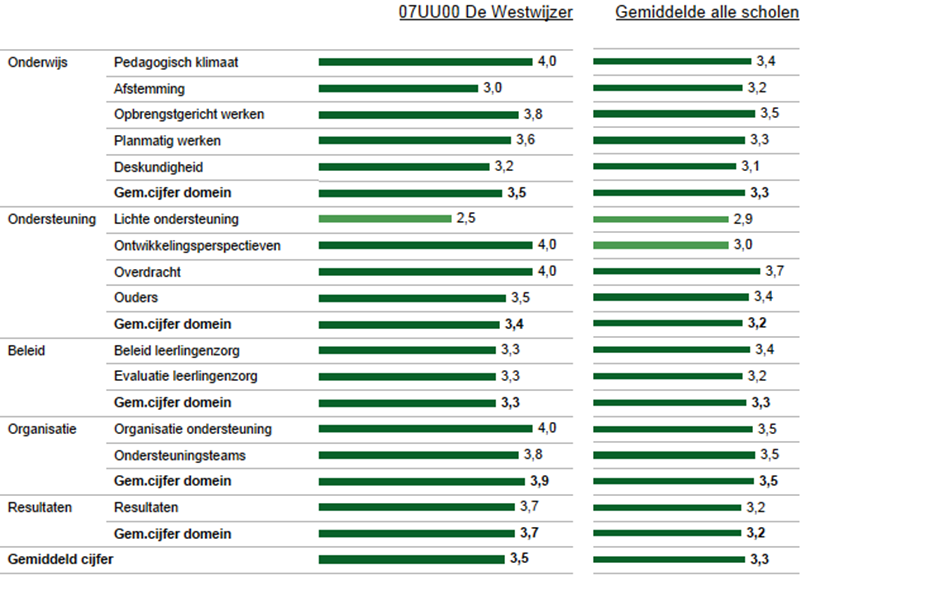 07UU00 De Westwijzer Gemiddelde alle scholen
Onderwijs Pedagogisch klimaat 4,0 3,4
Afstemming 3,0 3,2
Opbrengstgericht werken 3,8 3,5
Planmatig werken 3,6 3,3
Deskundigheid 3,2 3,1
Gem.cijfer domein 3,5 3,3
Ondersteuning Lichte ondersteuning 2,5 2,9
Ontwikkelingsperspectieven 4,0 3,0
Overdracht 4,0 3,7
Ouders 3,5 3,4
Gem.cijfer domein 3,4 3,2
Beleid Beleid leerlingenzorg 3,3 3,4
Evaluatie leerlingenzorg 3,3 3,2
Gem.cijfer domein 3,3 3,3
Organisatie Organisatie ondersteuning 4,0 3,5
Ondersteuningsteams 3,8 3,5
Gem.cijfer domein 3,9 3,5
Resultaten Resultaten 3,7 3,2
Gem.cijfer domein 3,7 3,2
Gemiddeld cijfer 3,5 3,3